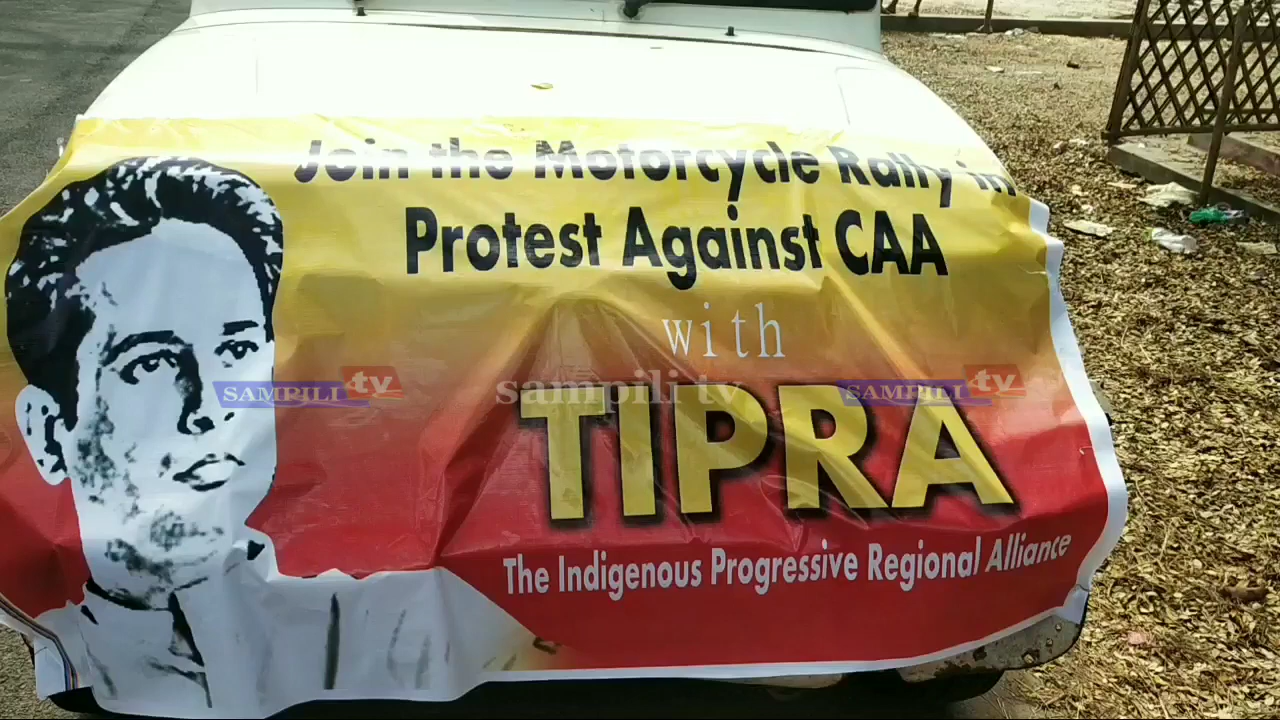 Join the Motorcycle Rally in
Protest Against CAA
with
SAMPILI tv
sampili tv
SAMPILI tv
TIPRA
The Indigenous Progressive Regional Alliance